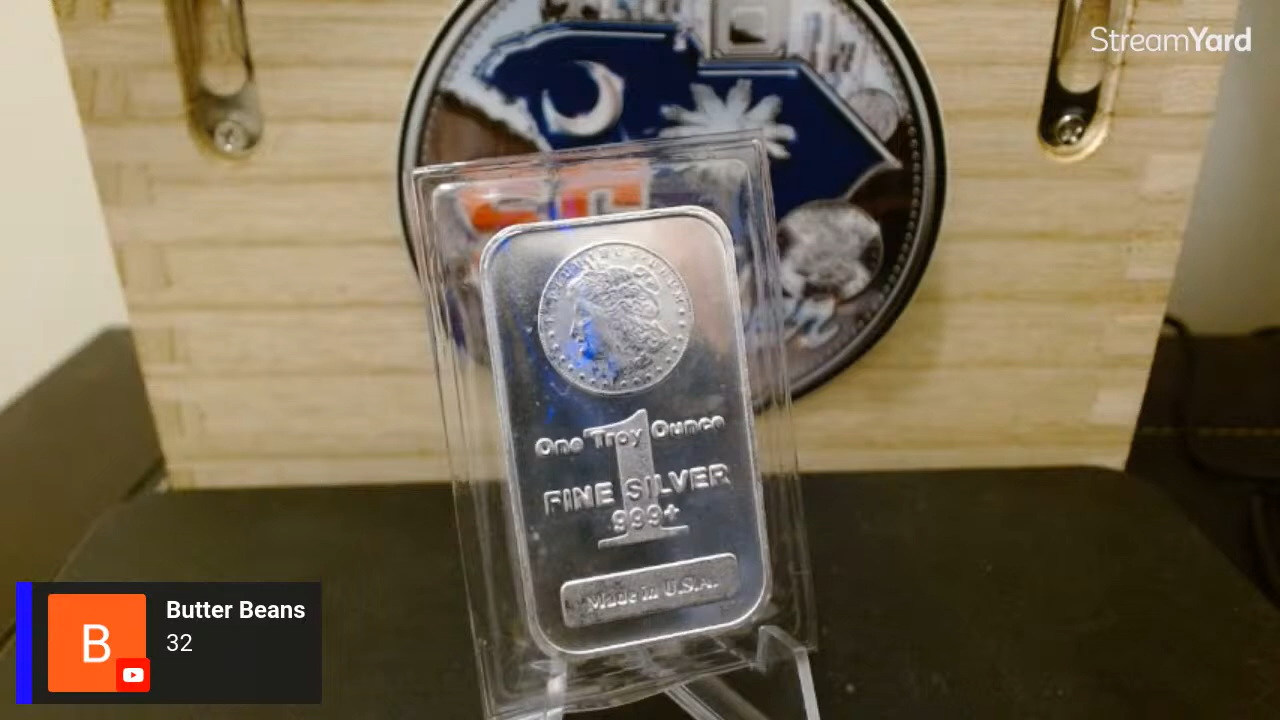 StreamYard
One Troy Ounce
1
FINE SILVER
999+
Made in U.S.A.
B
Butter Beans
32